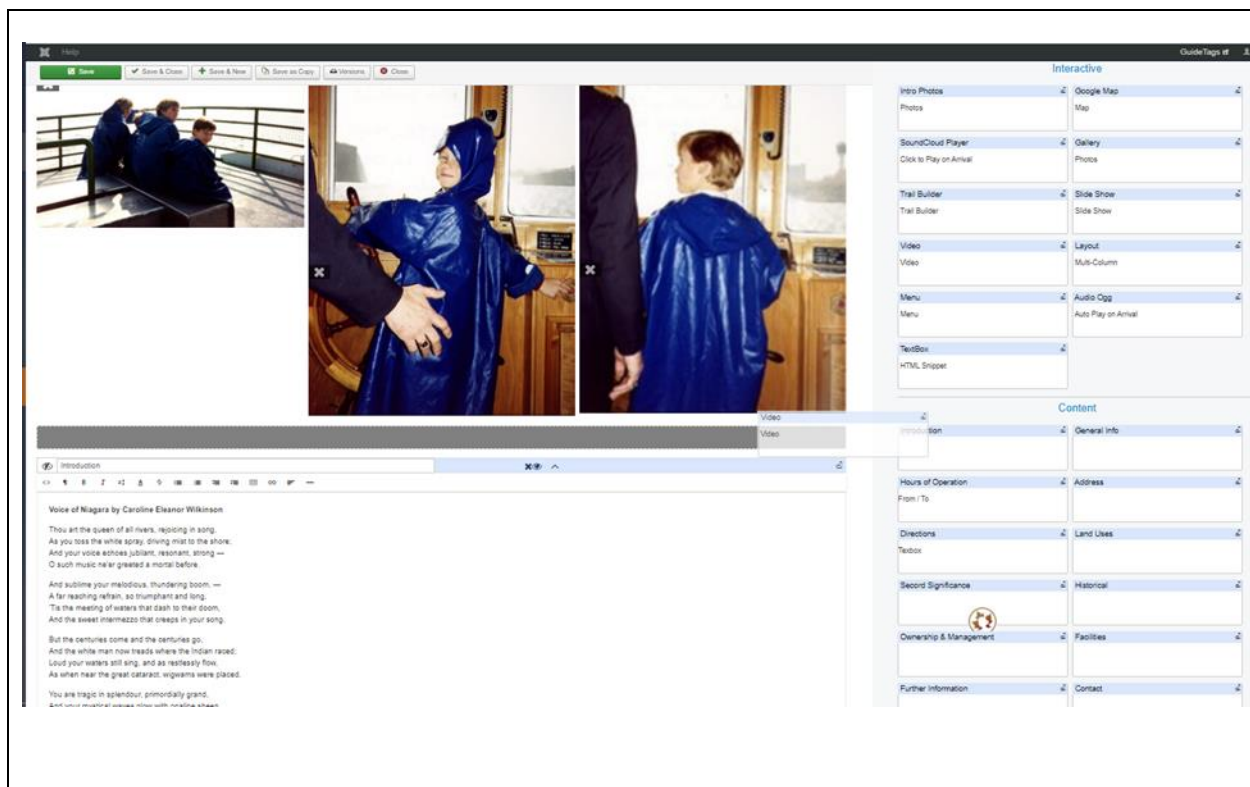 Help
GuideTags
Save
Save & Close
Save & New
Save as Copy
Versions
Close
Video
Video
Introduction
Voice of Niagara by Caroline Eleanor Wilkinson
Thou art the queen of all rivers, rejoicing in song,
As you toss the white spray, driving mist to the shore;
And your voice echoes jubilant, resonant, strong —
O such music ne'er greeted a mortal before.
And sublime your melodious, thundering boom, —
A far reaching refrain, so triumphant and long,
'Tis the meeting of waters that dash to their doom,
And the sweet intermezzo that creeps in your song.
But the centuries come and the centuries go,
And the white man now treads where the Indian raced;
Loud your waters still sing, and as restlessly flow,
As when near the great cataract, wigwams were placed.
You are tragic in splendour, primordially grand,
And your mystical waves glow with opaline sheen
Interactive
Intro Photos
Photos
Google Map
Map
SoundCloud Player
Click to Play on Arrival
Gallery
Photos
Trail Builder
Trail Builder
Slide Show
Slide Show
Video
Video
Layout
Multi-Column
Menu
Menu
Audio Ogg
Auto Play on Arrival
TextBox
HTML Snippet
Content
Introduction
General Info
Hours of Operation
From / To
Address
Directions
Texbox
Land Uses
Second Significance
Historical
Ownership & Management
Facilities
Further Information
Contact